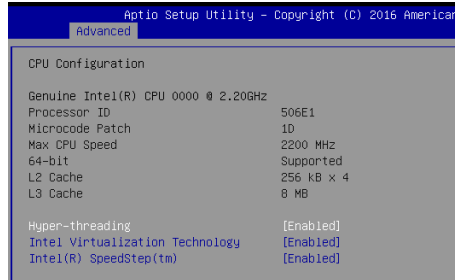 Aptio Setup Utility – Copyright (C) 2016 American
Advanced
CPU Configuration
Genuine Intel(R) CPU 0000 @ 2.20GHz
Processor ID 506E1
Microcode Patch 1D
Max CPU Speed 2200 MHz
64-bit Supported
L2 Cache 256 kB x 4
L3 Cache 8 MB
Hyper-threading [Enabled]
Intel Virtualization Technology [Enabled]
Intel(R) SpeedStep(tm) [Enabled]